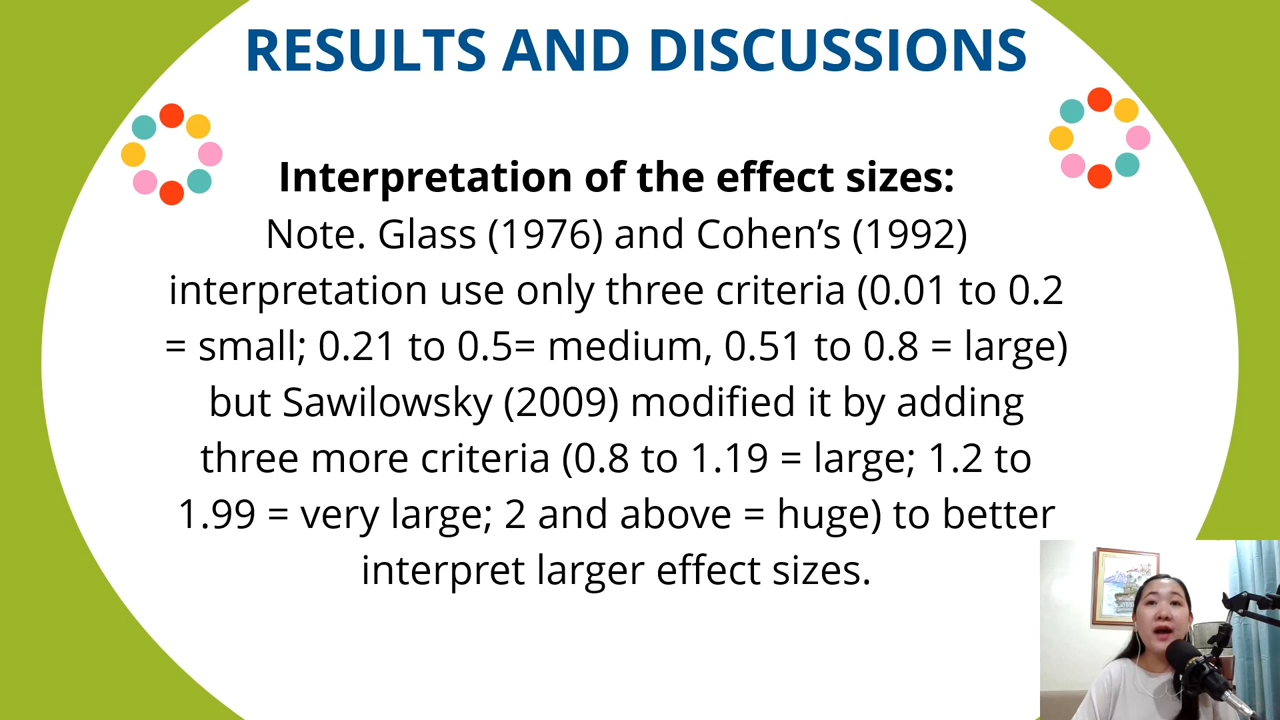 RESULTS AND DISCUSSIONS
Interpretation of the effect sizes:
Note. Glass (1976) and Cohen’s (1992)
interpretation use only three criteria (0.01 to 0.2
= small; 0.21 to 0.5= medium, 0.51 to 0.8 = large)
but Sawilowsky (2009) modified it by adding
three more criteria (0.8 to 1.19 = large; 1.2 to
1.99 = very large; 2 and above = huge) to better
interpret larger effect sizes.